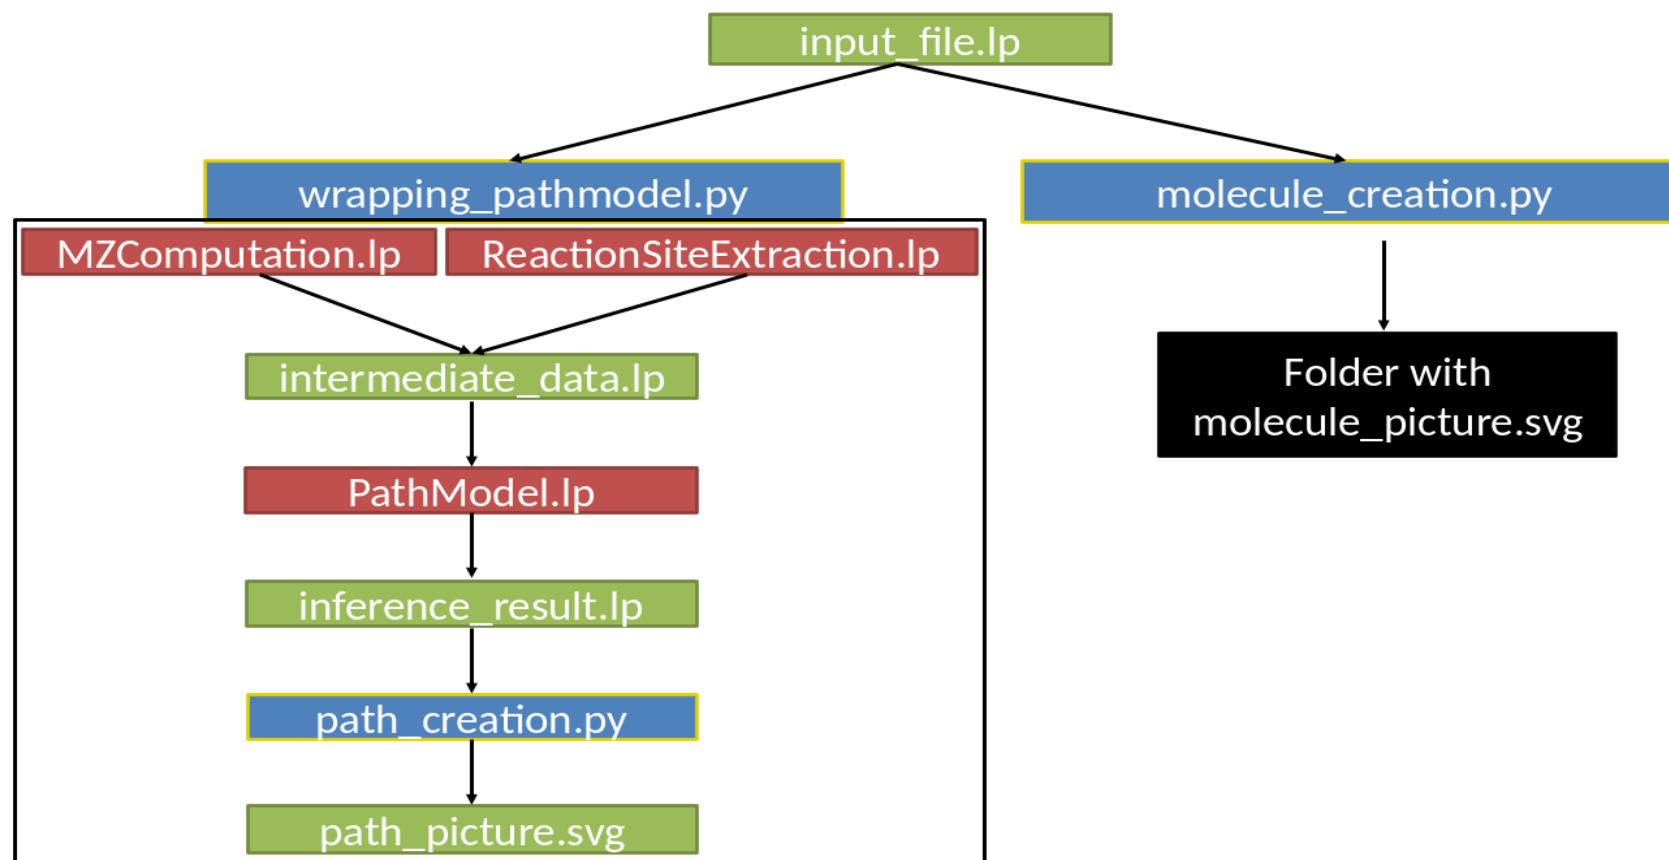 input_file.lp
wrapping_pathmodel.py
molecule_creation.py
MZComputation.lp
ReactionSiteExtraction.lp
intermediate_data.lp
Folder with
molecule_picture.svg
PathModel.lp
inference_result.lp
path_creation.py
path_picture.svg